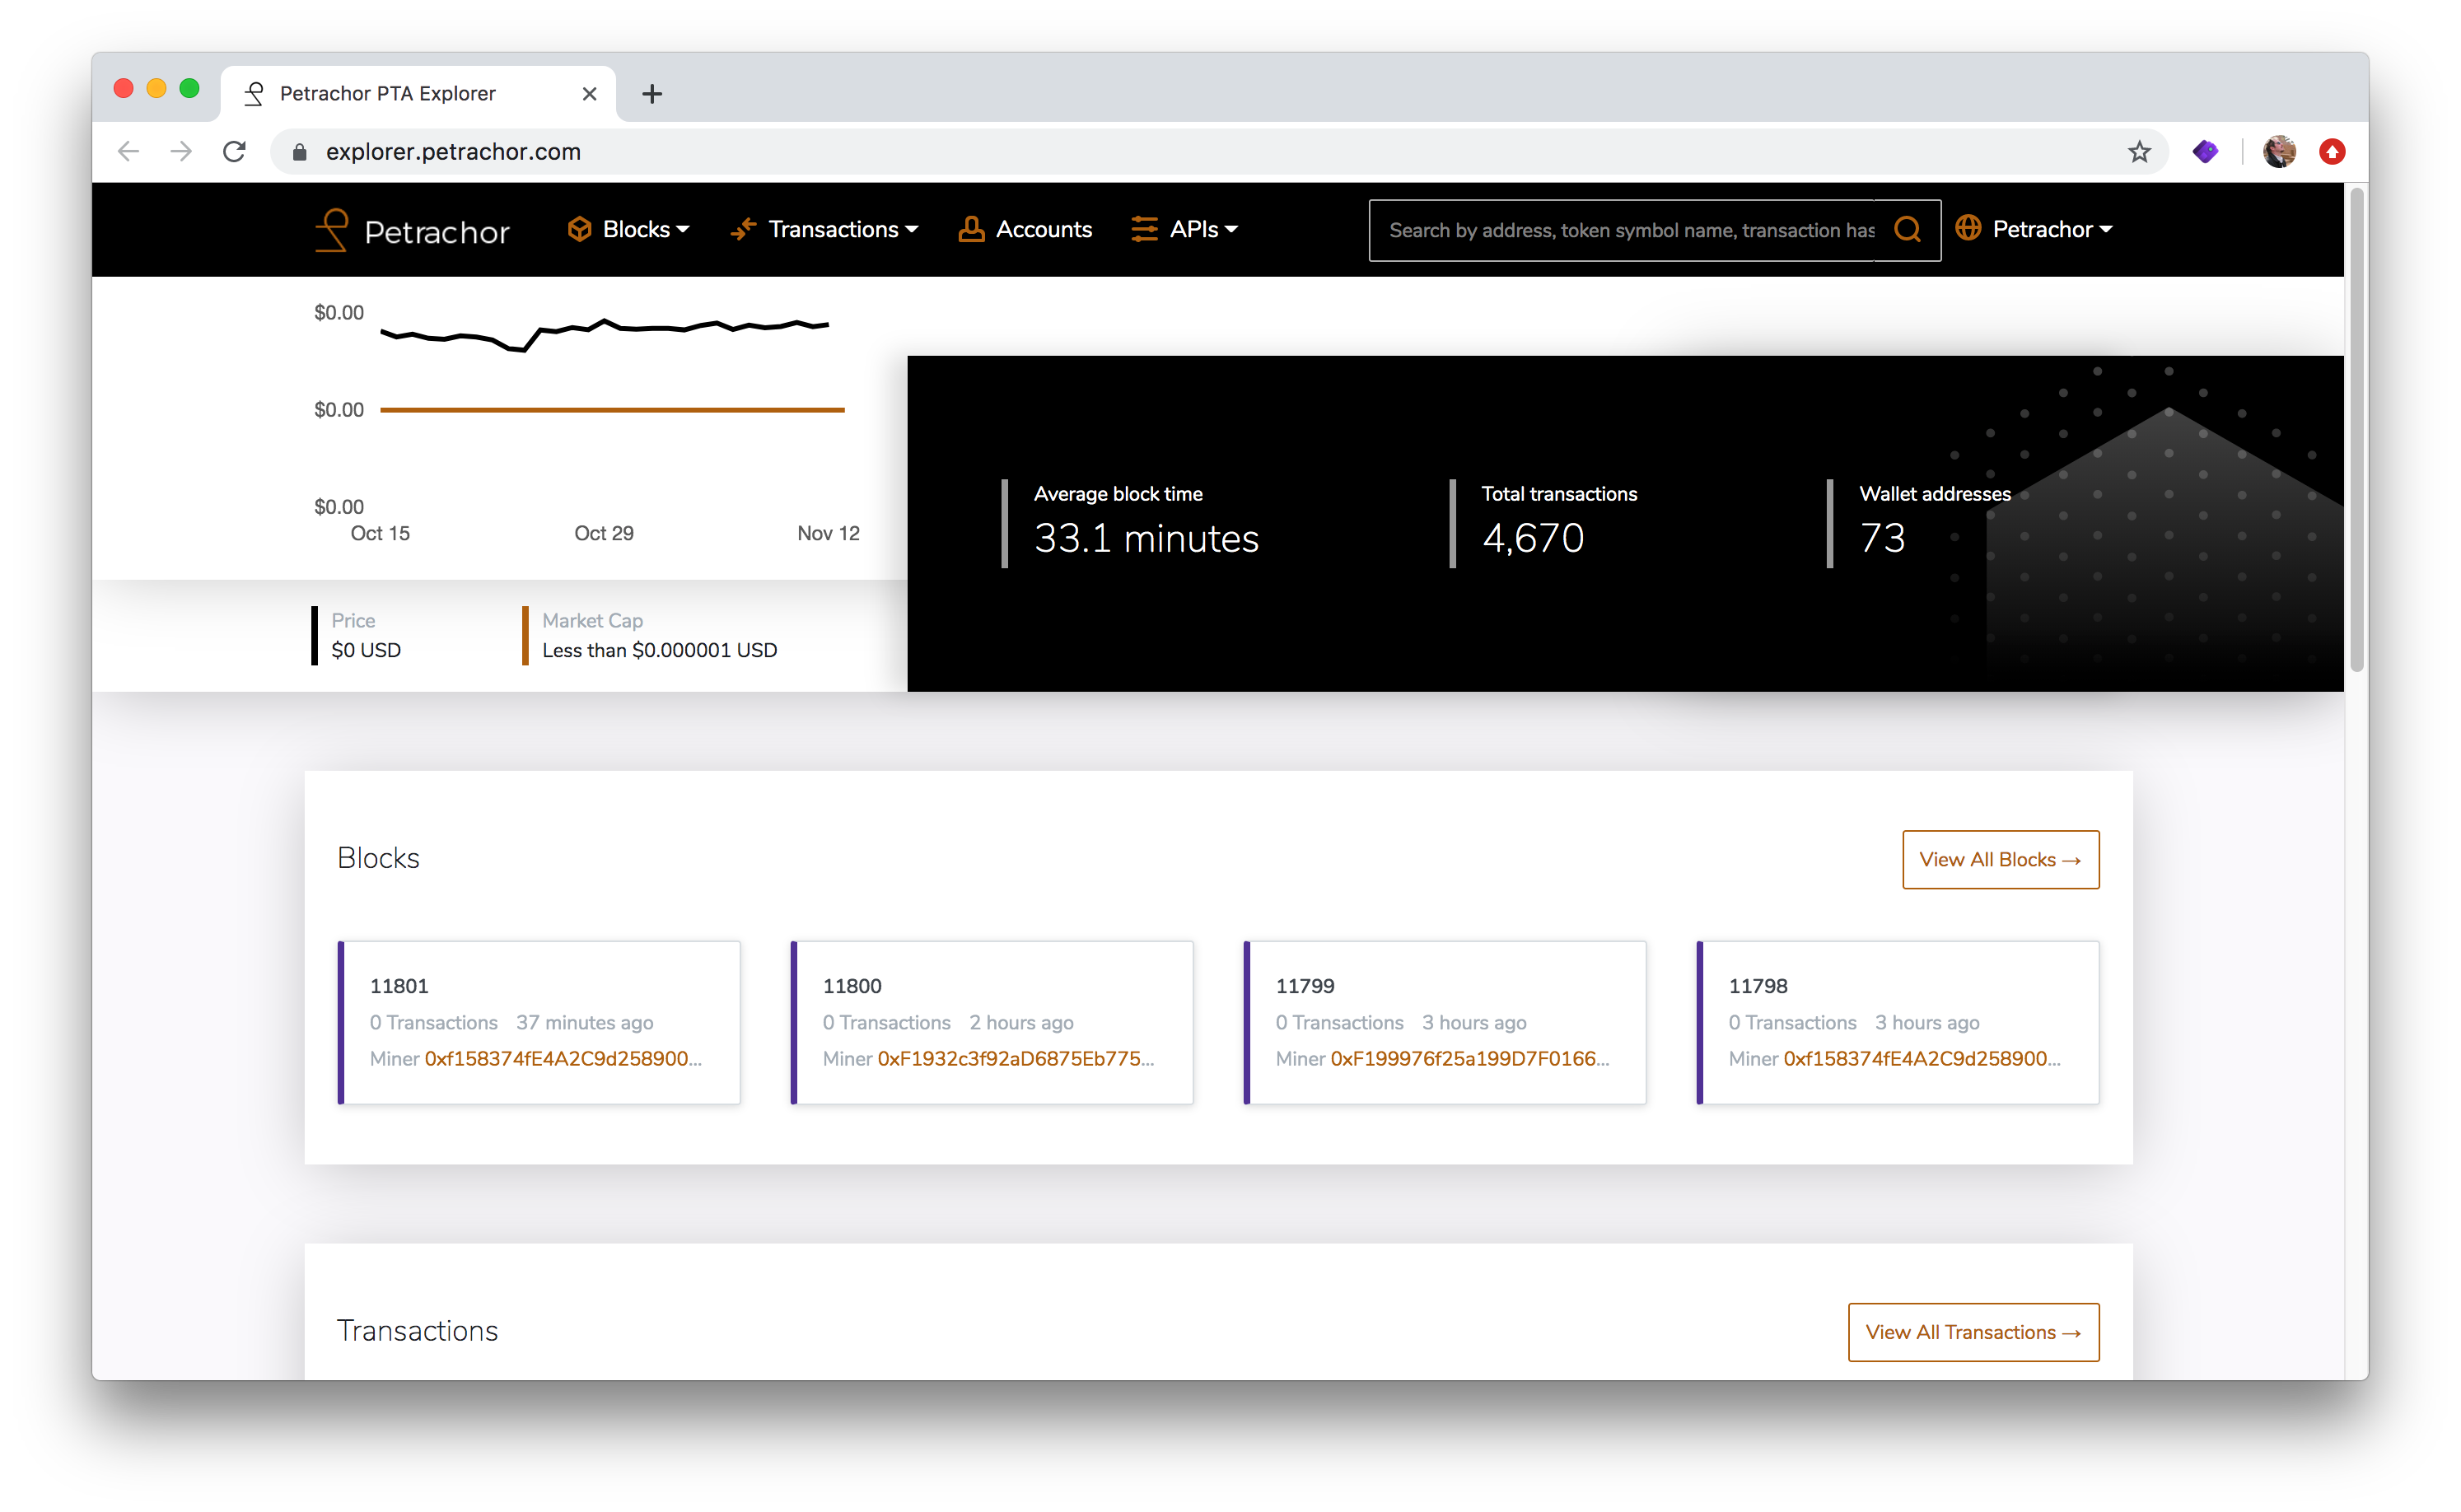 Petrachor PTA Explorer
explorer.petrachor.com
Petrachor
Blocks
Transactions
Accounts
APIs
Search by address, token symbol name, transaction has
Petrachor
$0.00
$0.00
$0.00
Oct 15
Oct 29
Nov 12
Price
$0 USD
Market Cap
Less than $0.000001 USD
Average block time
33.1 minutes
Total transactions
4,670
Wallet addresses
73
Blocks
View All Blocks →
11801
0 Transactions 37 minutes ago
Miner 0xf158374fE4A2C9d258900...
11800
0 Transactions 2 hours ago
Miner 0xF1932c3f92aD6875Eb775...
11799
0 Transactions 3 hours ago
Miner 0xF199976f25a199D7F0166...
11798
0 Transactions 3 hours ago
Miner 0xf158374fE4A2C9d258900...
Transactions
View All Transactions →